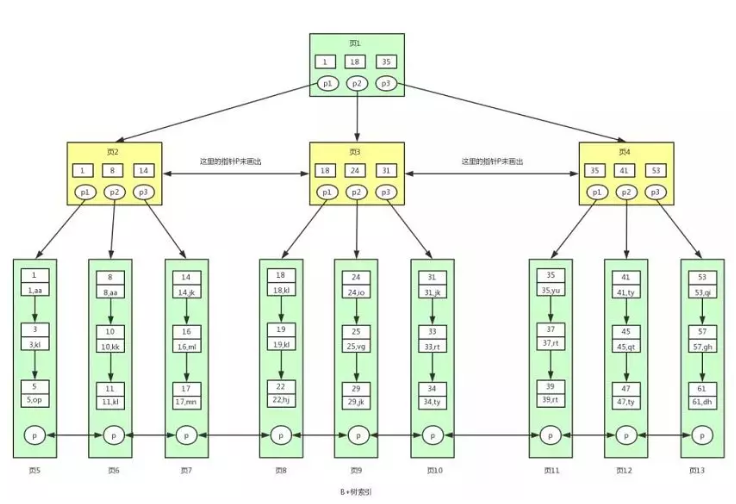 页1
1 18 35
p1 p2 p3
页2 页3 页4
这里的指针P未画出 这里的指针P未画出
1 8 14 18 24 31 35 41 53
p1 p2 p3 p1 p2 p3 p1 p2 p3
1 8 14 18 24 31 35 41 53
1,aa 8,aa 14,jk 18,kl 24,io 31,jk 35,yu 41,ty 53,qi
3 10 16 19 25 33 37 45 57
3,kl 10,kk 16,ml 19,kl 25,vg 33,rt 37,rt 45,qt 57,gh
5 11 17 22 29 34 39 47 61
5,op 11,kl 17,mn 22,hj 29,jk 34,ty 39,rt 47,ty 61,dh
p p p p p p p p p
页5 页6 页7 页8 页9 页10 页11 页12 页13
B+树索引